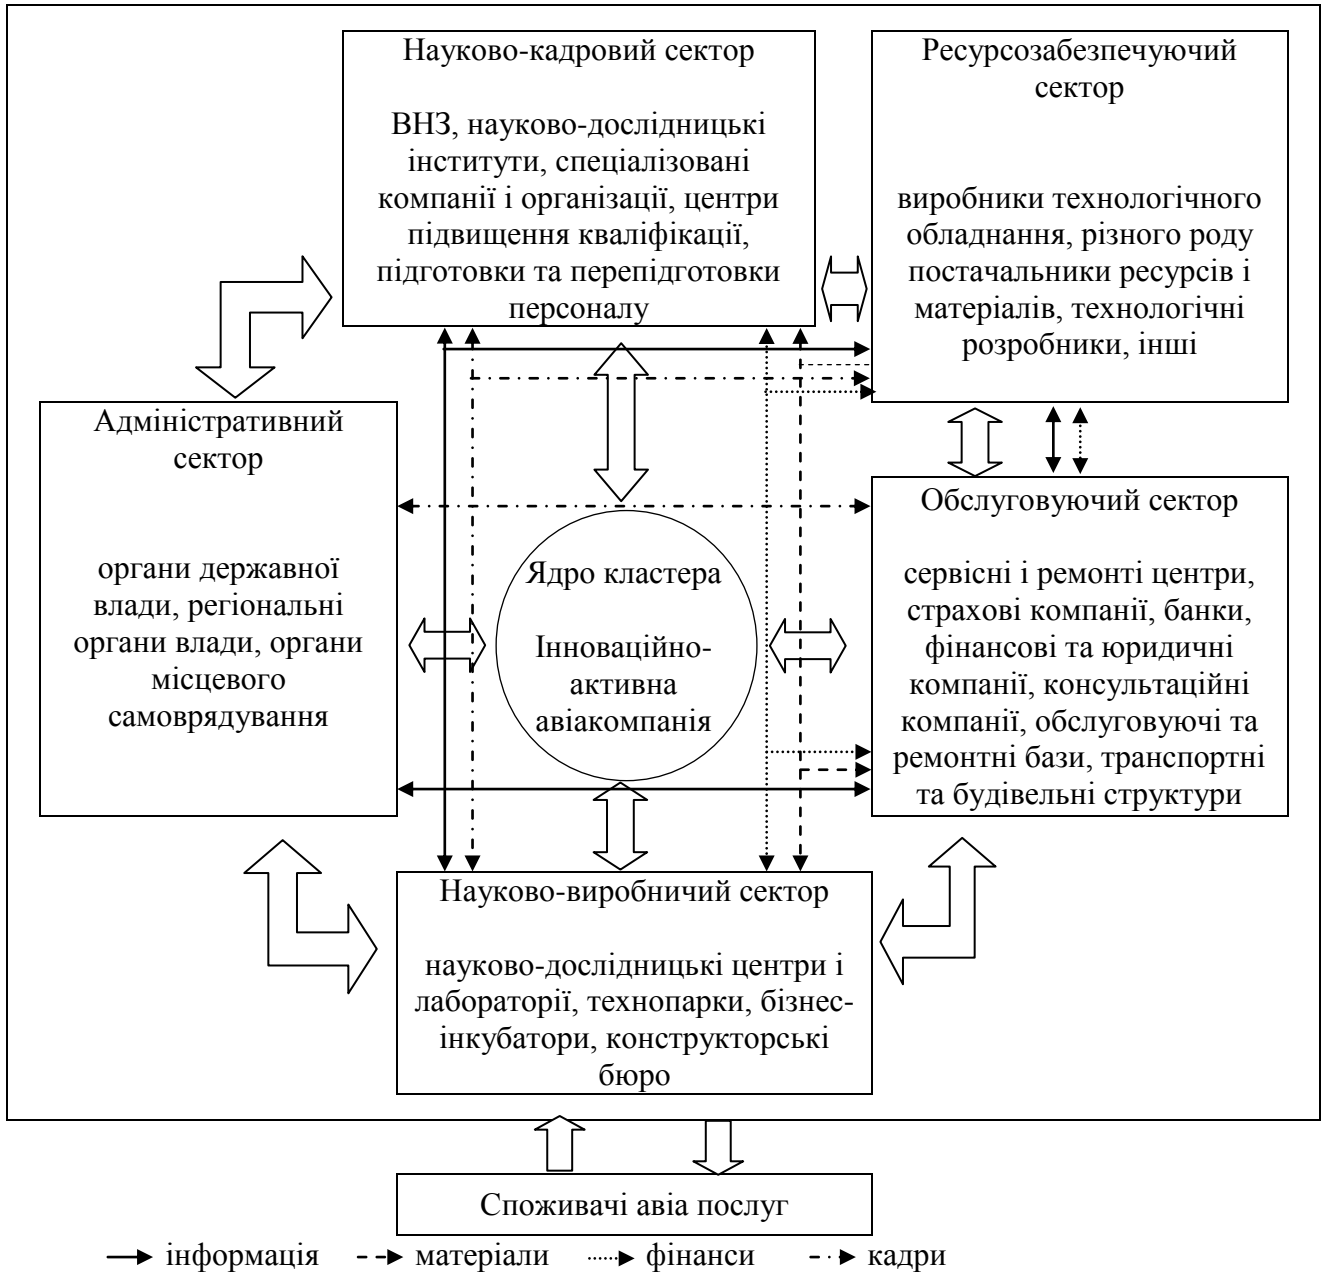 Науково-кадровий сектор
ВНЗ, науково-дослідницькі
інститути, спеціалізовані
компанії і організації, центри
підвищення кваліфікації,
підготовки та перепідготовки
персоналу
Ресурсозабезпечуючий
сектор
виробники технологічного
обладнання, різного роду
постачальники ресурсів і
матеріалів, технологічні
розробники, інші
Адміністративний
сектор
органи державної
влади, регіональні
органи влади, органи
місцевого
самоврядування
Ядро кластера
Інноваційно-
активна
авіакомпанія
Обслуговуючий сектор
сервісні і ремонті центри,
страхові компанії, банки,
фінансові та юридичні
компанії, консультаційні
компанії, обслуговуючі та
ремонтні бази, транспортні
та будівельні структури
Науково-виробничий сектор
науково-дослідницькі центри і
лабораторії, технопарки, бізнес-
інкубатори, конструкторські
бюро
Споживачі авіа послуг
інформація матеріали фінанси кадри